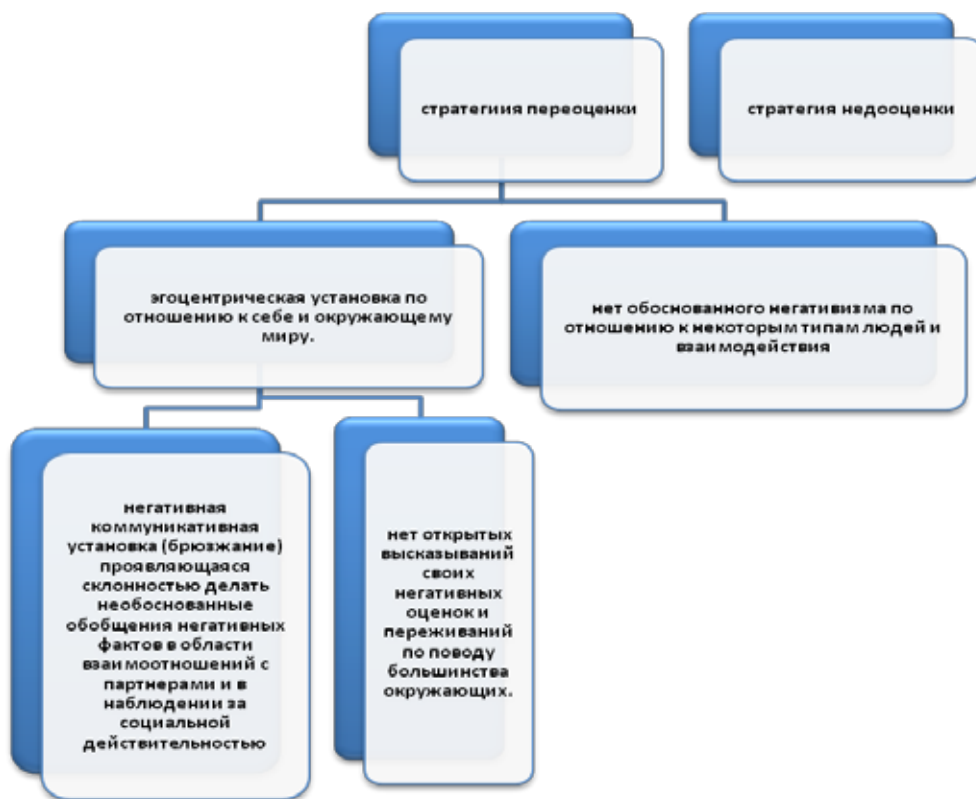 стратегиия переоценки
стратегия недооценки
эгоцентрическая установка по
отношению к себе и окружающему
миру.
нет обоснованного негативизма по
отношению к некоторым типам людей и
взаимодействия
негативная
коммуникативная
установка (брюзжание)
проявляющаяся
склонностью делать
необоснованные
обобщения негативных
фактов в области
взаимоотношений с
партнерами и в
наблюдении за
социальной
действительностью
нет открытых
высказываний
своих
негативных
оценок и
переживаний
по поводу
большинства
окружающих.